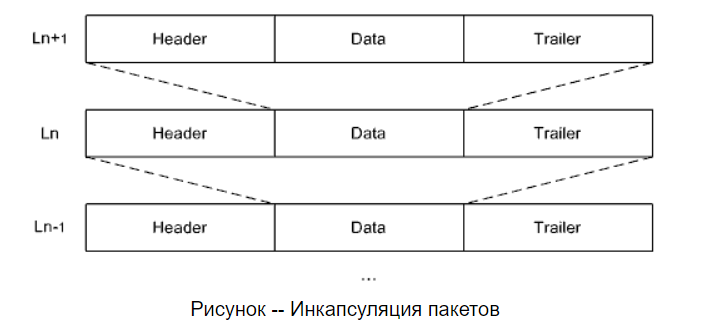 Ln+1 Header Data Trailer
Ln Header Data Trailer
Ln-1 Header Data Trailer
...
Рисунок -- Инкапсуляция пакетов